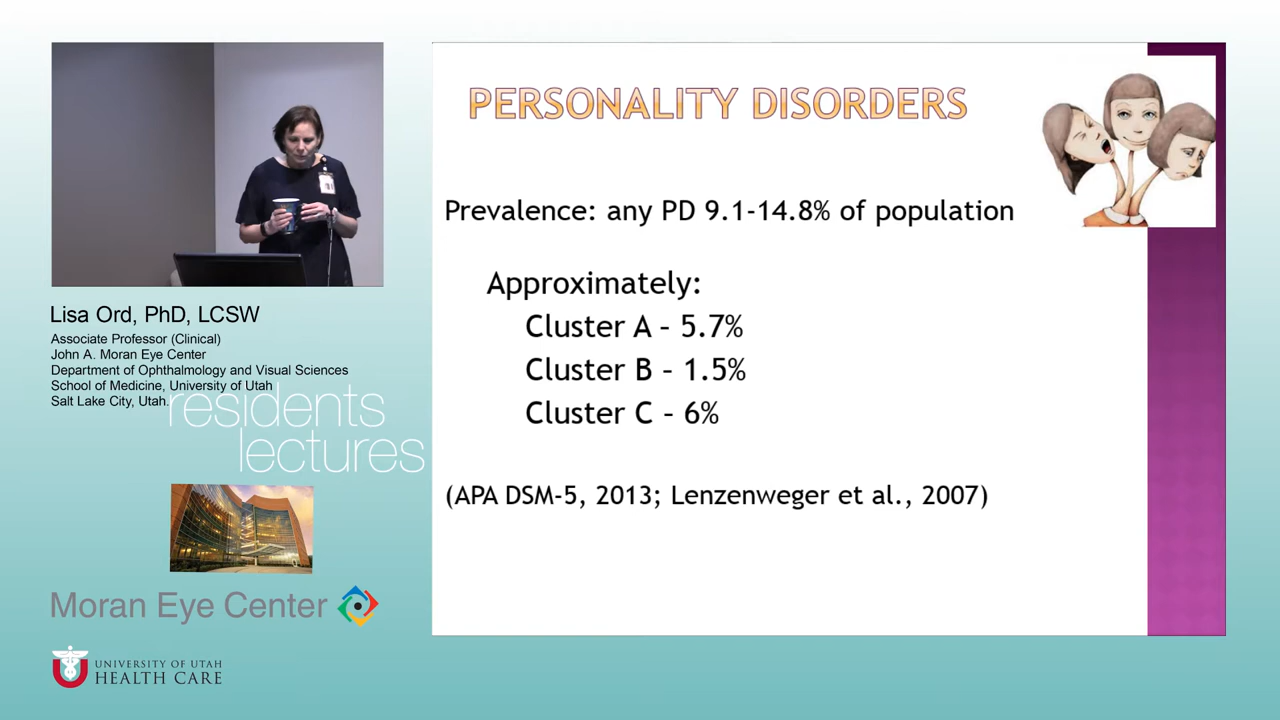 PERSONALITY DISORDERS
Prevalence: any PD 9.1-14.8% of population
Approximately:
Cluster A – 5.7%
Cluster B – 1.5%
Cluster C – 6%
(APA DSM-5, 2013; Lenzenweger et al., 2007)
Lisa Ord, PhD, LCSW
Associate Professor (Clinical)
John A. Moran Eye Center
Department of Ophthalmology and Visual Sciences
School of Medicine, University of Utah
Salt Lake City, Utah.
residents
lectures
Moran Eye Center
U
UNIVERSITY OF UTAH
HEALTH CARE